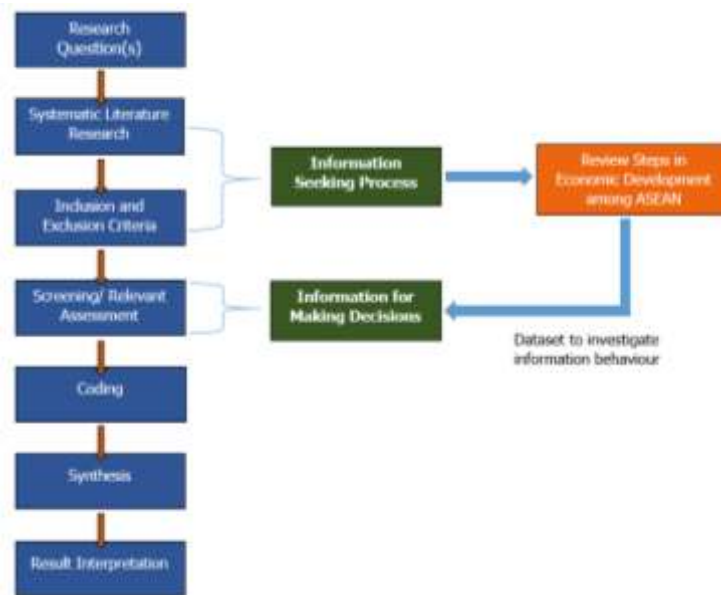 Research
Question(s)
Systematic Literature
Research
Inclusion and
Exclusion Criteria
Screening/ Relevant
Assessment
Coding
Synthesis
Result Interpretation
Information
Seeking Process
Information for
Making Decisions
Review Steps in
Economic Development
among ASEAN
Dataset to investigate
information behaviour